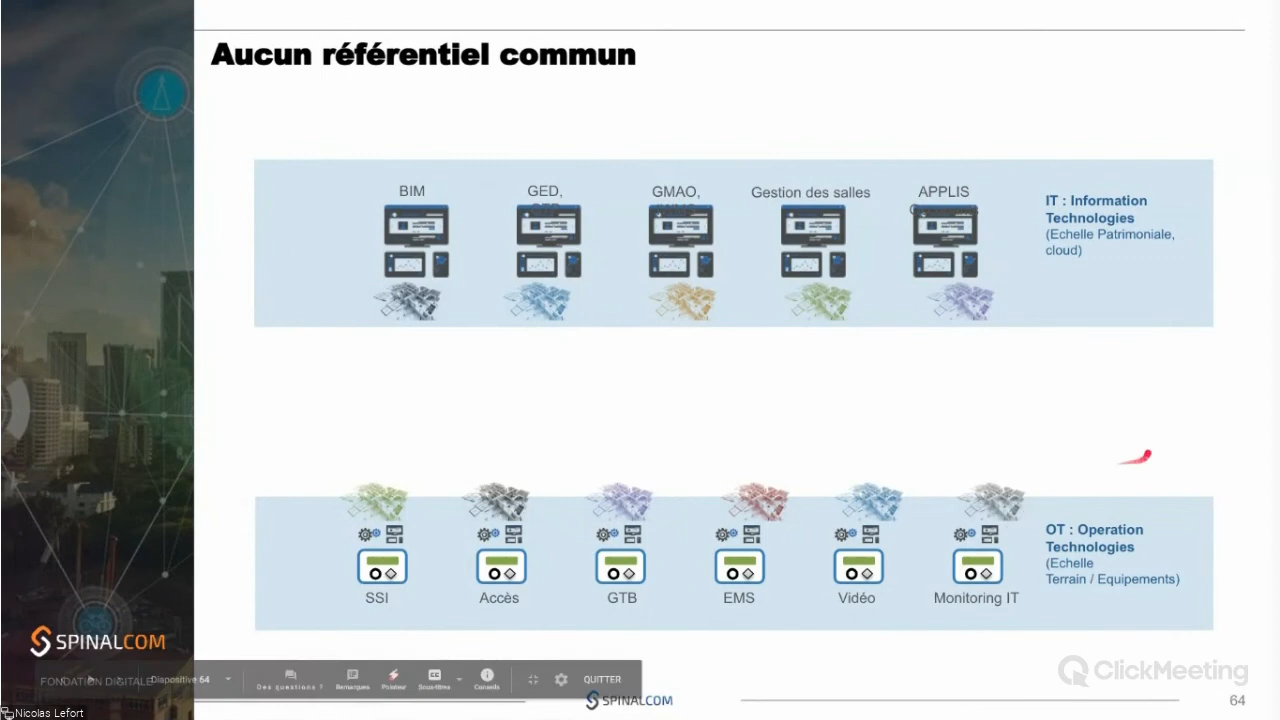 Aucun référentiel commun
BIM
GED,
GMAO,
Gestion des salles
APPLIS
IT : Information
Technologies
(Echelle Patrimoniale,
cloud)
OT : Operation
Technologies
(Echelle
Terrain / Equipements)
SSI
Accès
GTB
EMS
Vidéo
Monitoring IT
SPINALCOM
FONDATION DIGITALE
Diapositive 64
Des questions ?
Remarques
Pointeur
Sous-titres
Conseils
QUITTER
SPINALCOM
ClickMeeting
64
Nicolas Lefort